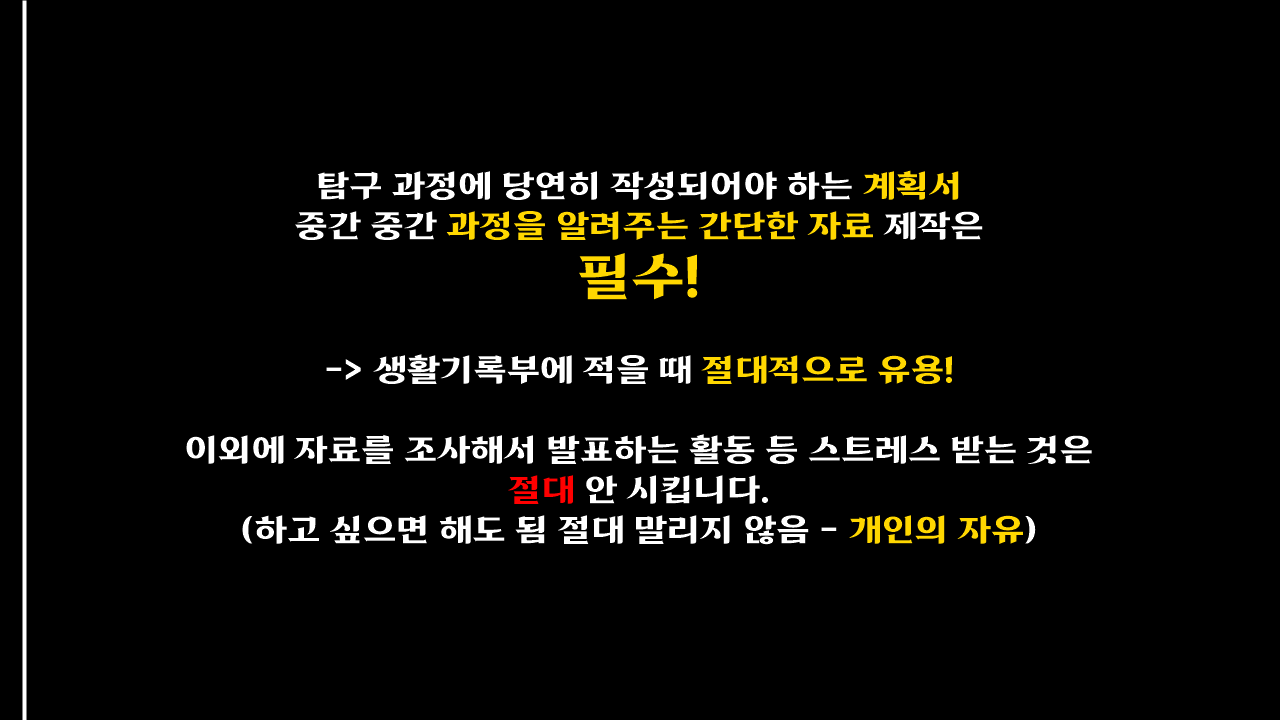 탐구 과정에 당연히 작성되어야 하는 계획서
중간 중간 과정을 알려주는 간단한 자료 제작은
필수!
-> 생활기록부에 적을 때 절대적으로 유용!
이외에 자료를 조사해서 발표하는 활동 등 스트레스 받는 것은
절대 안 시킵니다.
(하고 싶으면 해도 됨 절대 말리지 않음 - 개인의 자유)